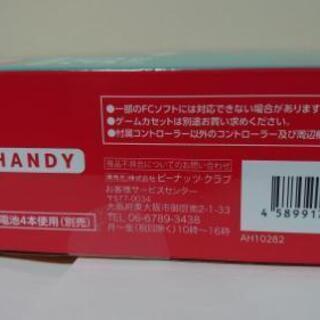 ●一部のFCソフトには対応できない場合があります
●ゲームカセットは別途お買い求めください。
●付属コントローラー以外のコントローラー及び周辺
HANDY
商品不具合についてのお問い合わせ
発売元:株式会社 ピーナッツ・クラブ
お客様サービスセンター
〒577-0034
大阪府東大阪市御厨南2-1-33
TEL 06-6789-3438
月～金(祝日除く)10時～16時
電池4本使用(別売)
4 589917
AH10282